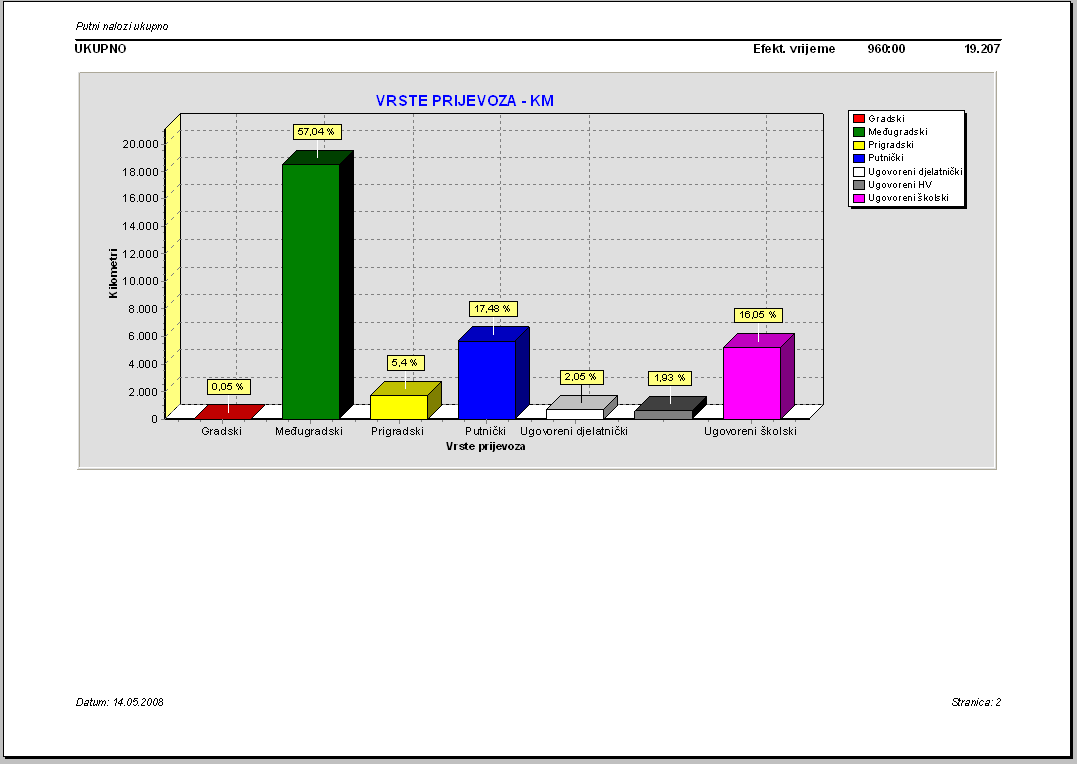 Putni nalozi ukupno
UKUPNO Efekt. vrijeme 960:00 19.207
VRSTE PRIJEVOZA - KM
Gradski
Međugradski
Prigradski
Putnički
Ugovoreni djelatnički
Ugovoreni HV
Ugovoreni školski
57,04 %
17,48 %
16,05 %
5,4 %
2,05 %
1,93 %
0,05 %
Kilometri
20.000
18.000
16.000
14.000
12.000
10.000
8.000
6.000
4.000
2.000
0
Gradski Međugradski Prigradski Putnički Ugovoreni djelatnički Ugovoreni školski
Vrste prijevoza
Datum: 14.05.2008 Stranica: 2